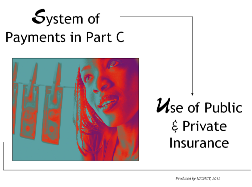 System of
Payments in Part C
Use of Public
& Private
Insurance